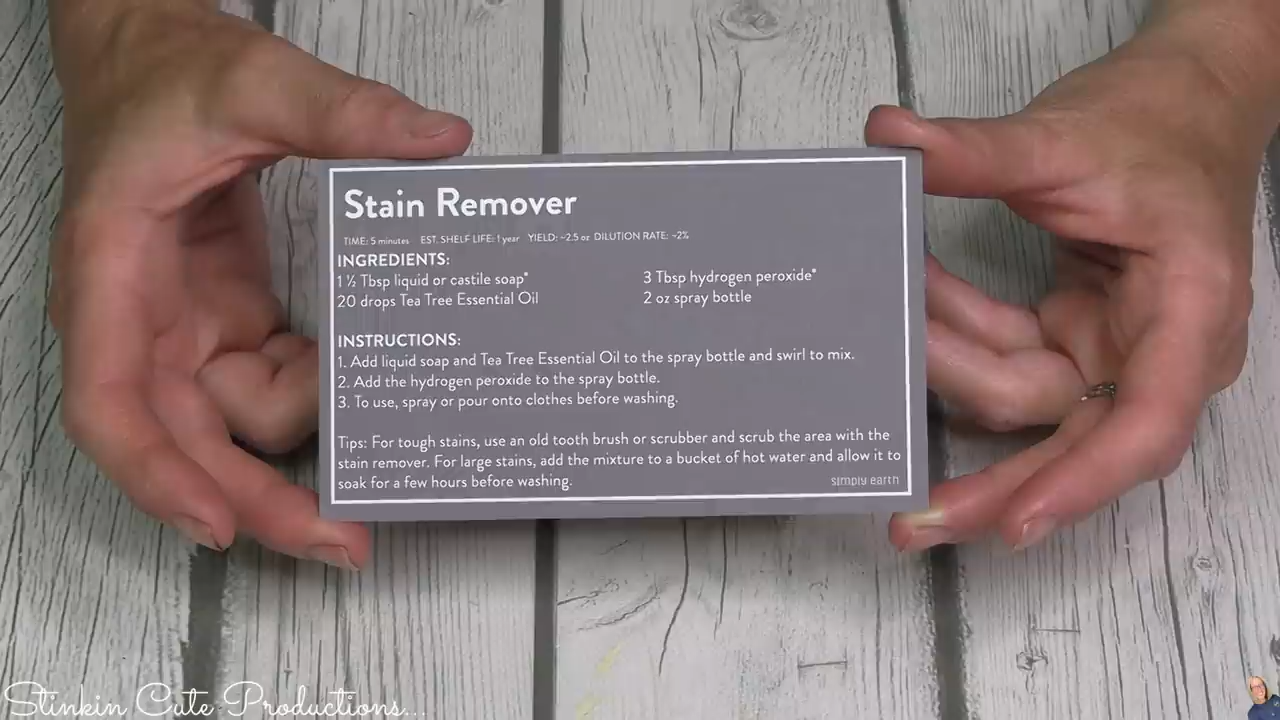 Stain Remover
TIME: 5 minutes EST. SHELF LIFE: 1 year YIELD: ~2.5 oz DILUTION RATE: ~2%
INGREDIENTS:
1 ½ Tbsp liquid or castile soap* 3 Tbsp hydrogen peroxide*
20 drops Tea Tree Essential Oil 2 oz spray bottle
INSTRUCTIONS:
1. Add liquid soap and Tea Tree Essential Oil to the spray bottle and swirl to mix.
2. Add the hydrogen peroxide to the spray bottle.
3. To use, spray or pour onto clothes before washing.
Tips: For tough stains, use an old tooth brush or scrubber and scrub the area with the
stain remover. For large stains, add the mixture to a bucket of hot water and allow it to
soak for a few hours before washing.
simply earth
Stinkin Cute Productions...